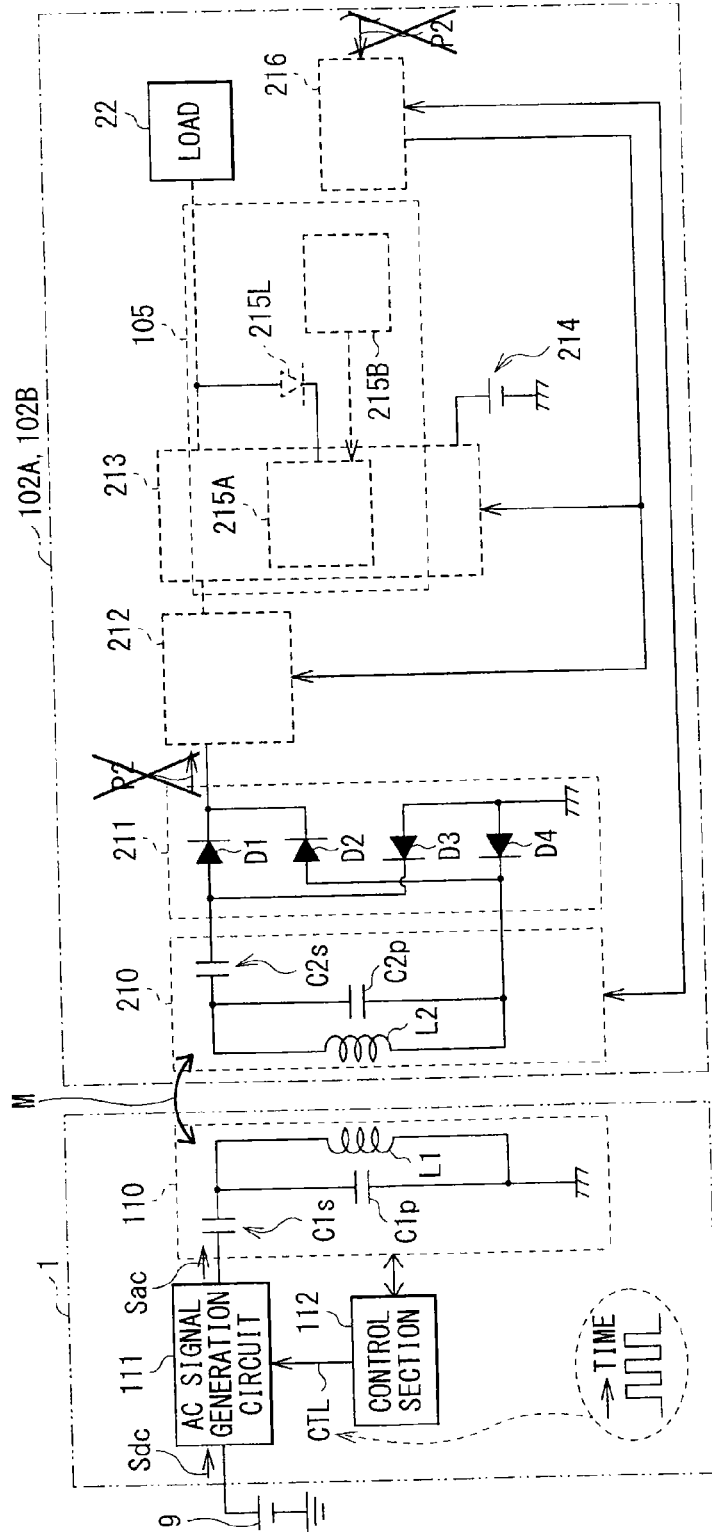 102A, 102B
1
M
9
Sdc
111
AC SIGNAL
GENERATION
CIRCUIT
Sac
CTL
112
CONTROL
SECTION
TIME
110
C1s
C1p
L1
210
L2
C2p
C2s
211
D1
D2
D3
D4
P2
212
213
215A
105
215L
215B
214
22
LOAD
216
P2